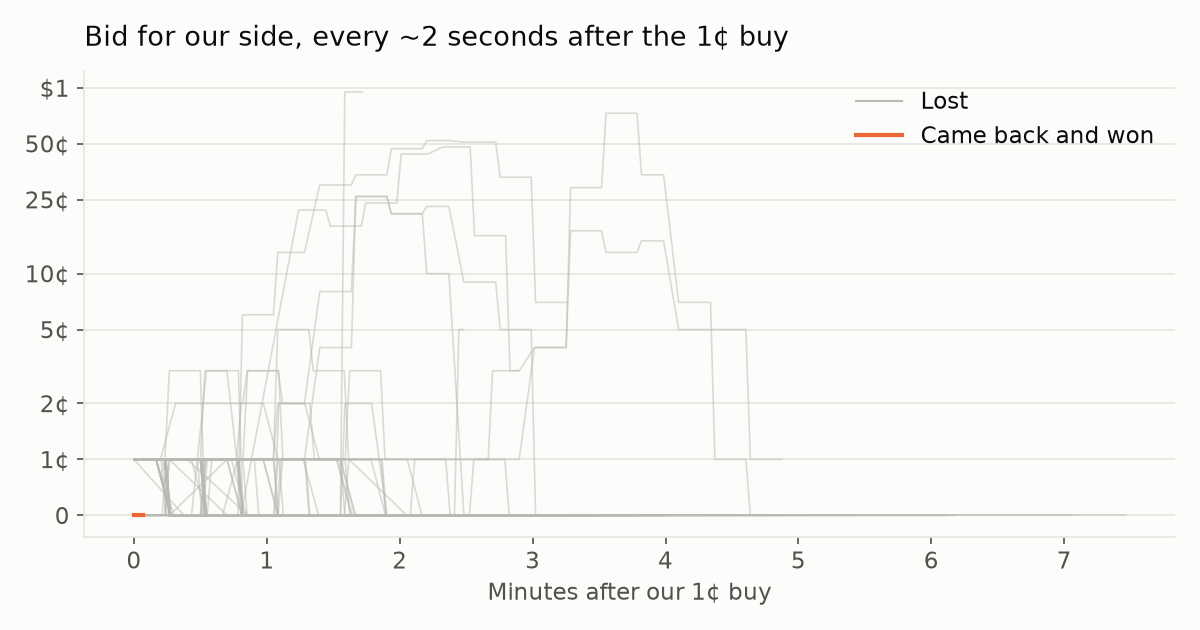 Bid for our side, every ~2 seconds after the 1¢ buy
$1
50¢
25¢
10¢
5¢
2¢
1¢
0
Lost
Came back and won
0 1 2 3 4 5 6 7
Minutes after our 1¢ buy